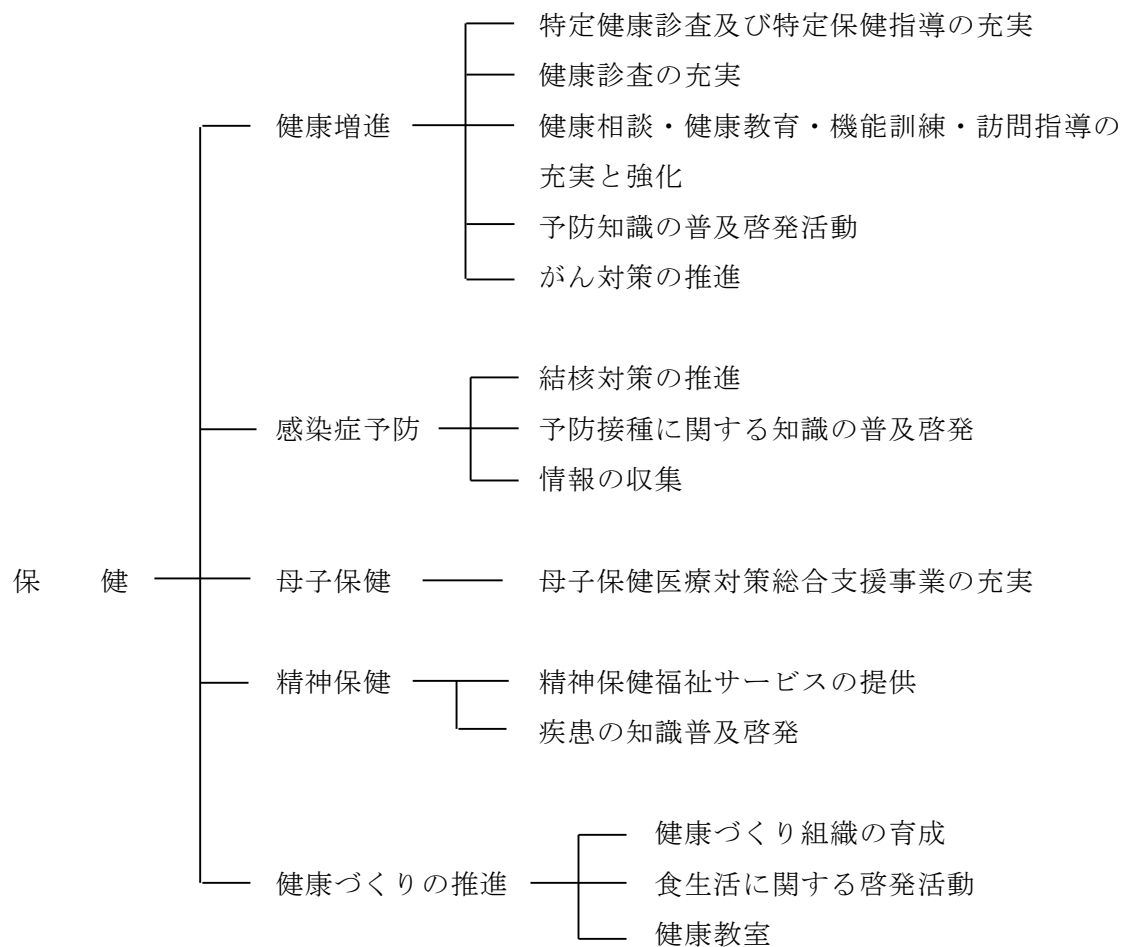 特定健康診査及び特定保健指導の充実
健康診査の充実
健康増進
健康相談・健康教育・機能訓練・訪問指導の
充実と強化
予防知識の普及啓発活動
がん対策の推進
結核対策の推進
感染症予防
予防接種に関する知識の普及啓発
情報の収集
保　健
母子保健
母子保健医療対策総合支援事業の充実
精神保健
精神保健福祉サービスの提供
疾患の知識普及啓発
健康づくり組織の育成
健康づくりの推進
食生活に関する啓発活動
健康教室